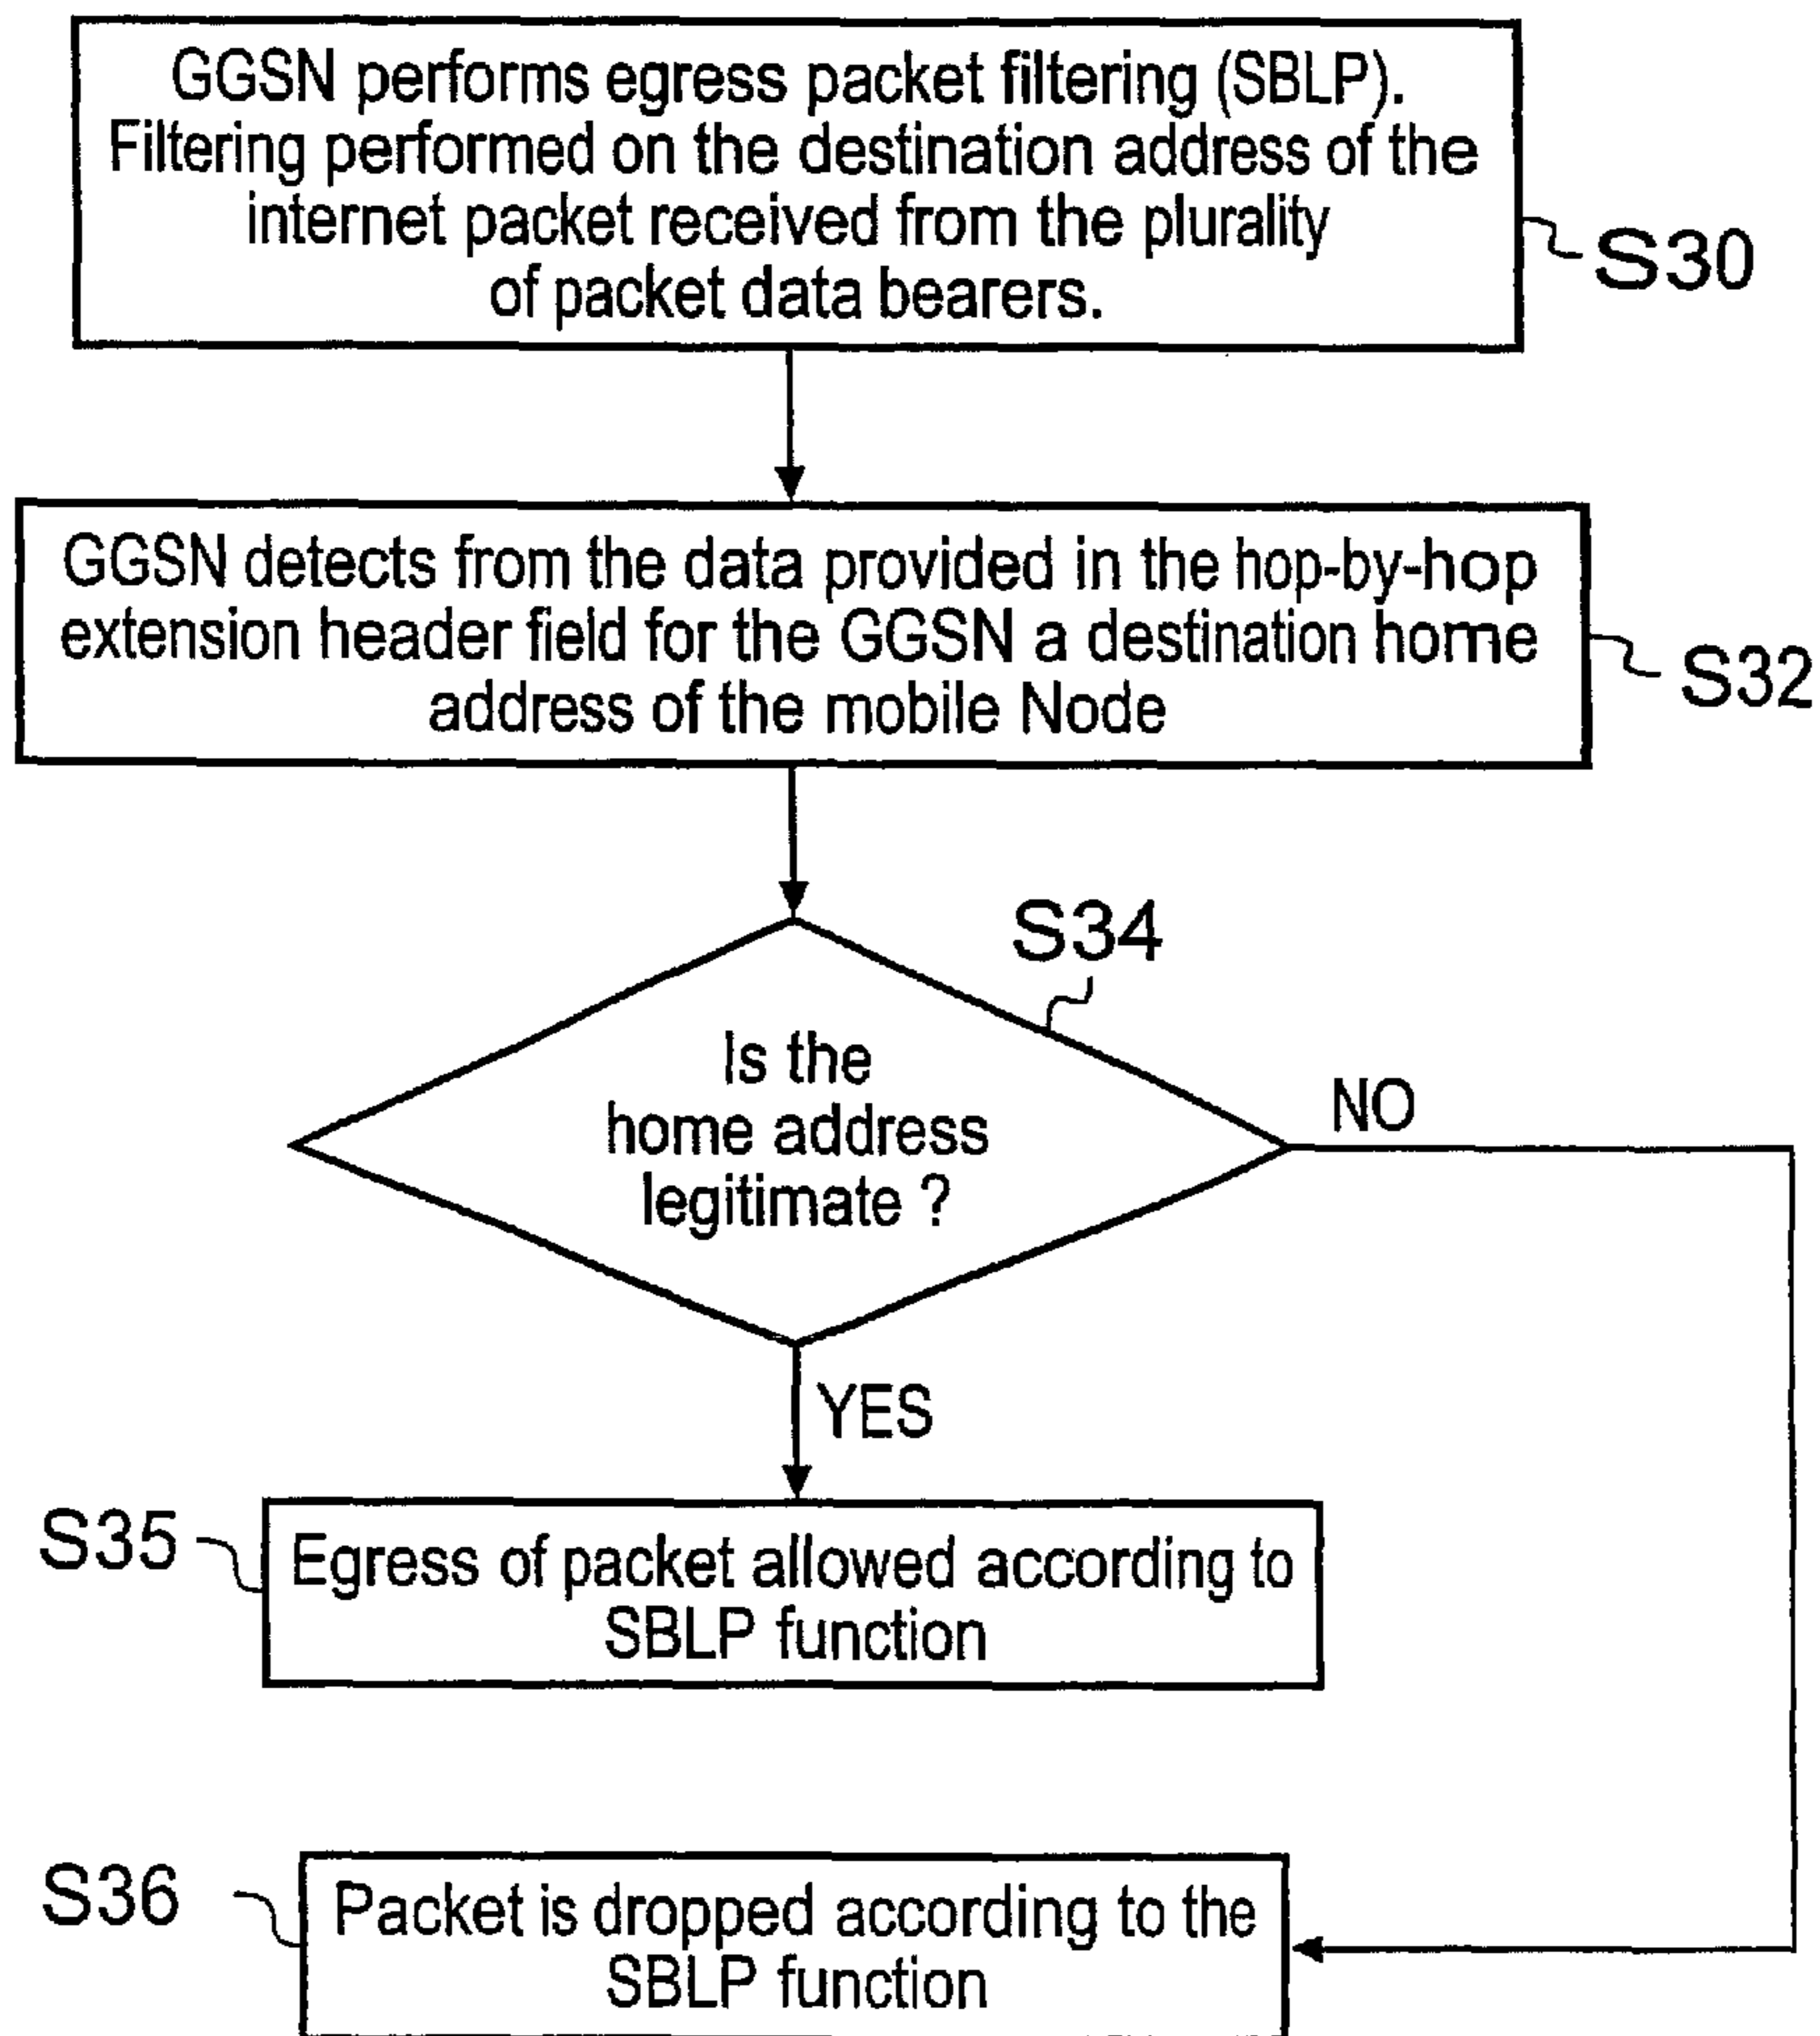 GGSN performs egress packet filtering (SBLP).
Filtering performed on the destination address of the
internet packet received from the plurality
of packet data bearers.
S30
GGSN detects from the data provided in the hop-by-hop
extension header field for the GGSN a destination home
address of the mobile Node
S32
S34
Is the
home address
legitimate ?
NO
YES
S35
Egress of packet allowed according to
SBLP function
S36
Packet is dropped according to the
SBLP function